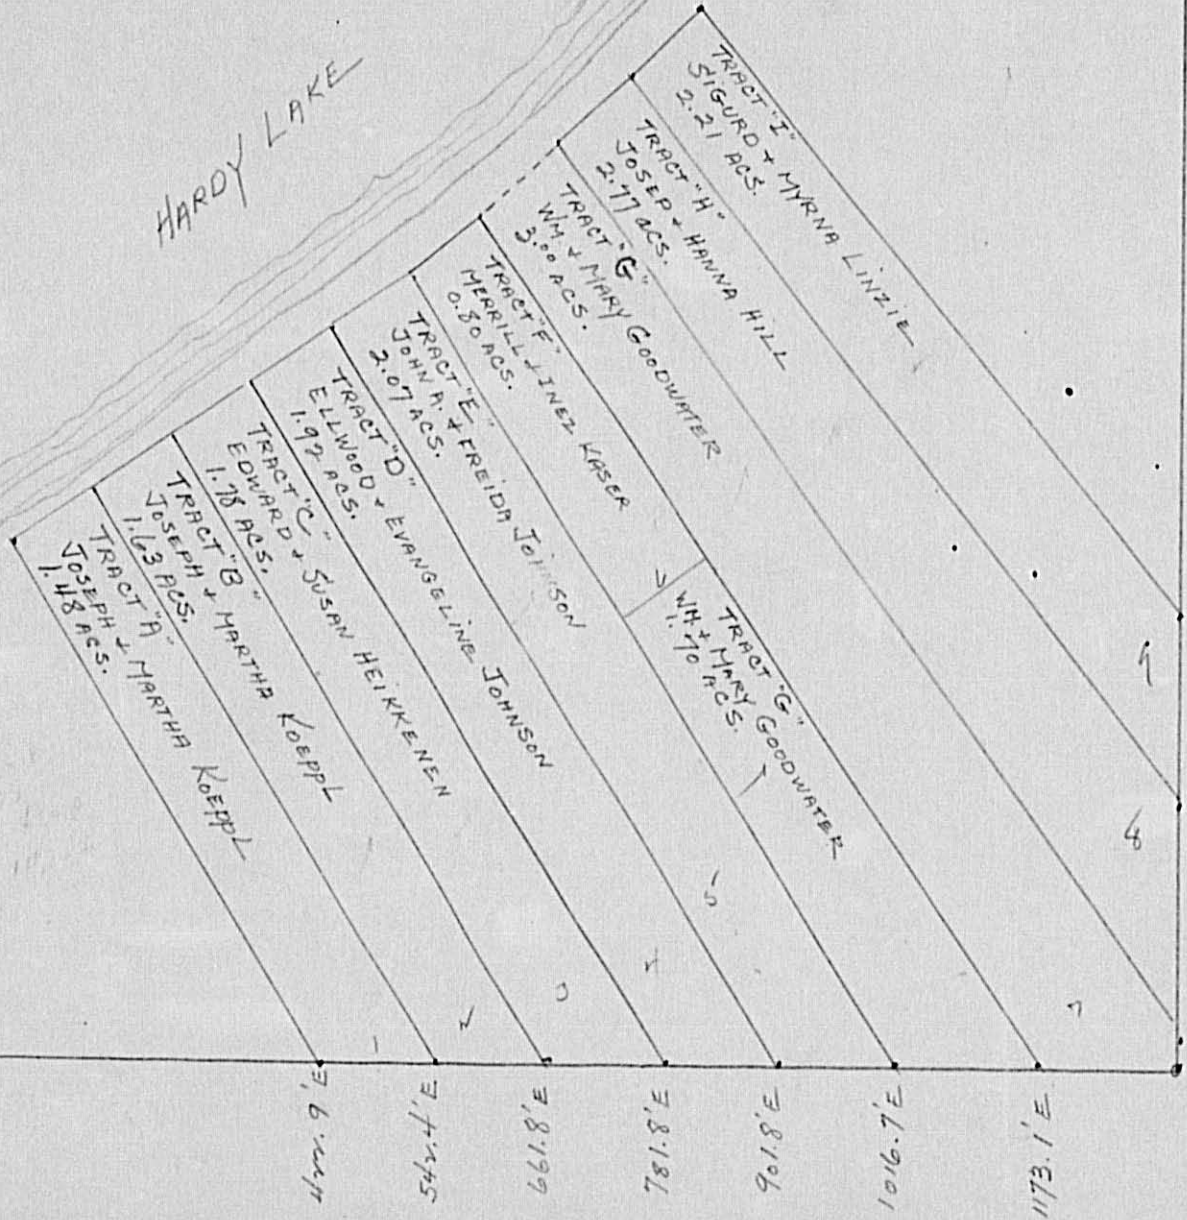 HARDY LAKE
TRACT "I"
SIGURD + MYRNA LINZIE
2.21 ACS.
TRACT "H"
JOSEP + HANNA HILL
2.77 ACS.
TRACT "G"
WM + MARY GOODWATER
3.00 ACS.
TRACT "F"
MERRILL + INEZ KASER
0.80 ACS.
TRACT "E"
JOHN A. + FREIDA JOHNSON
2.07 ACS.
TRACT "D"
ELLWOOD + EVANGELINE JOHNSON
1.92 ACS.
TRACT "C"
EDWARD + SUSAN HEIKKENEN
1.78 ACS.
TRACT "B"
JOSEPH + MARTHA KOEPPL
1.63 ACS.
TRACT "A"
JOSEPH + MARTHA KOEPPL
1.48 ACS.
TRACT "G"
WM + MARY GOODWATER
1.70 ACS.
661.8'E
781.8'E
901.8'E
1016.7'E
1173.1'E